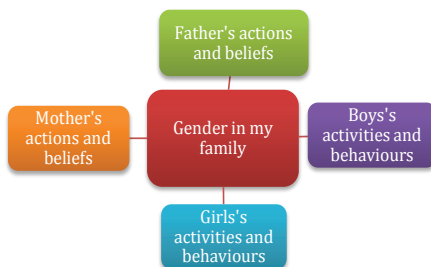 Father's actions
and beliefs
Mother's
actions and
beliefs
Gender in my
family
Boys's
activities and
behaviours
Girls's
activities and
behaviours